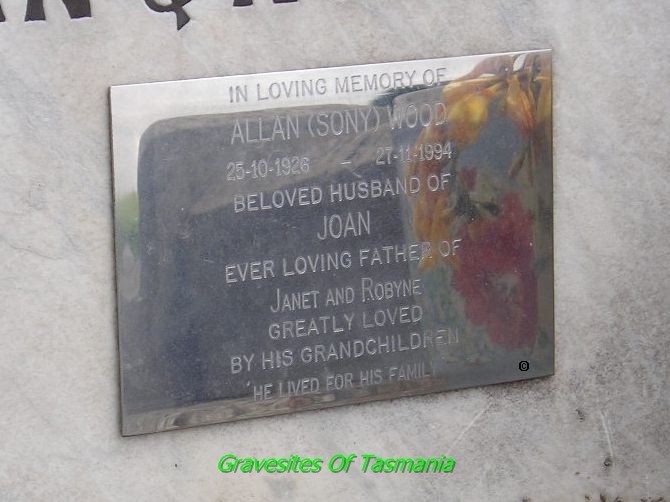 IN LOVING MEMORY OF
ALLAN (SONY) WOOD
25-10-1926 – 27-11-1994
BELOVED HUSBAND OF
JOAN
EVER LOVING FATHER OF
JANET AND ROBYNE
GREATLY LOVED
BY HIS GRANDCHILDREN
'HE LIVED FOR HIS FAMILY'
©
Gravesites Of Tasmania